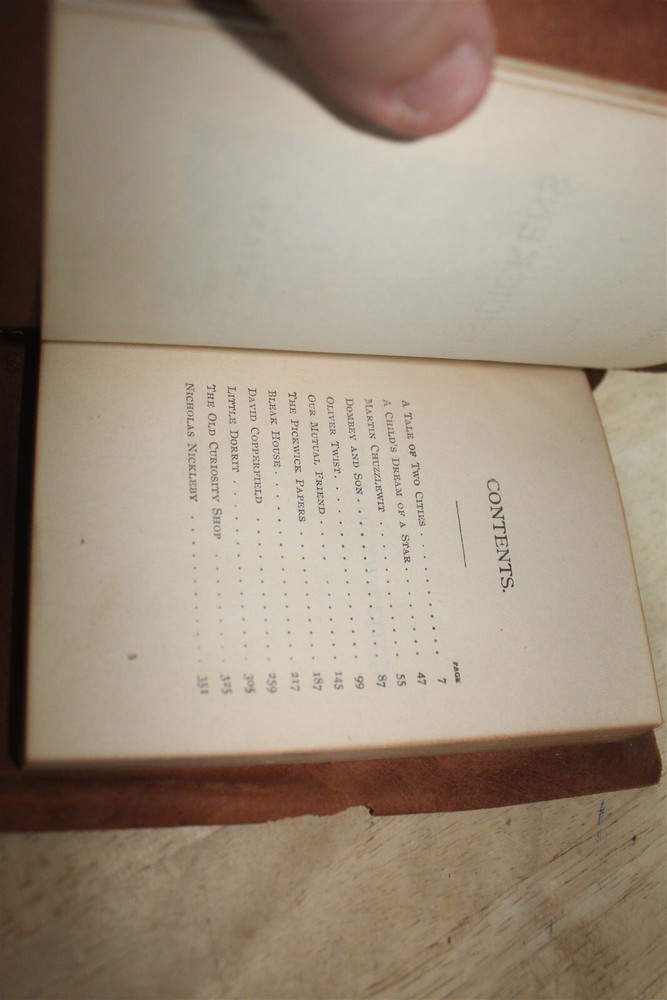 CONTENTS.
PAGE
A TALE OF TWO CITIES . . . . . . . . . . 7
A CHILD'S DREAM OF A STAR . . . . . . . 47
MARTIN CHUZZLEWIT . . . . . . . . . . 55
DOMBEY AND SON . . . . . . . . . . . 87
OLIVER TWIST . . . . . . . . . . . . 99
OUR MUTUAL FRIEND . . . . . . . . . 145
THE PICKWICK PAPERS . . . . . . . . . 187
BLEAK HOUSE . . . . . . . . . . . . 217
DAVID COPPERFIELD . . . . . . . . . . 259
LITTLE DORRIT . . . . . . . . . . . 305
THE OLD CURIOSITY SHOP . . . . . . . . 325
NICHOLAS NICKLEBY . . . . . . . . . . 351